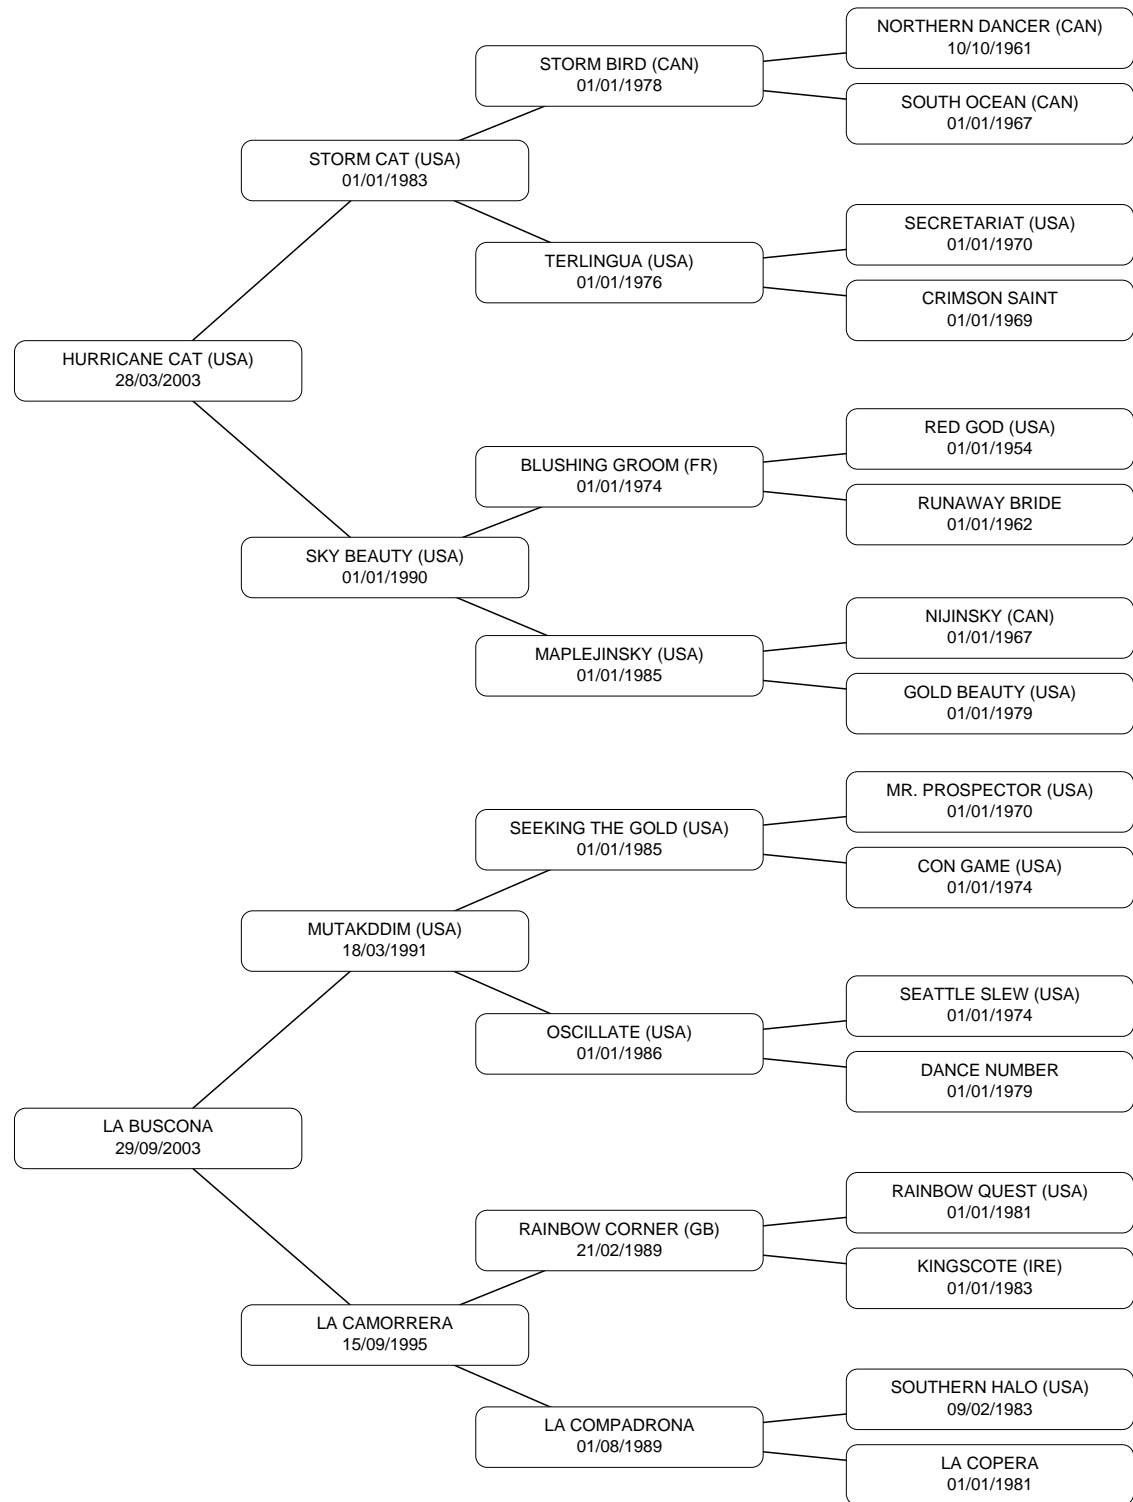 NORTHERN DANCER (CAN)
10/10/1961
STORM BIRD (CAN)
01/01/1978
SOUTH OCEAN (CAN)
01/01/1967
STORM CAT (USA)
01/01/1983
SECRETARIAT (USA)
01/01/1970
TERLINGUA (USA)
01/01/1976
CRIMSON SAINT
01/01/1969
HURRICANE CAT (USA)
28/03/2003
RED GOD (USA)
01/01/1954
BLUSHING GROOM (FR)
01/01/1974
RUNAWAY BRIDE
01/01/1962
SKY BEAUTY (USA)
01/01/1990
NIJINSKY (CAN)
01/01/1967
MAPLEJINSKY (USA)
01/01/1985
GOLD BEAUTY (USA)
01/01/1979
MR. PROSPECTOR (USA)
01/01/1970
SEEKING THE GOLD (USA)
01/01/1985
CON GAME (USA)
01/01/1974
MUTAKDDIM (USA)
18/03/1991
SEATTLE SLEW (USA)
01/01/1974
OSCILLATE (USA)
01/01/1986
DANCE NUMBER
01/01/1979
LA BUSCONA
29/09/2003
RAINBOW QUEST (USA)
01/01/1981
RAINBOW CORNER (GB)
21/02/1989
KINGSCOTE (IRE)
01/01/1983
LA CAMORRERA
15/09/1995
SOUTHERN HALO (USA)
09/02/1983
LA COMPADRONA
01/08/1989
LA COPERA
01/01/1981